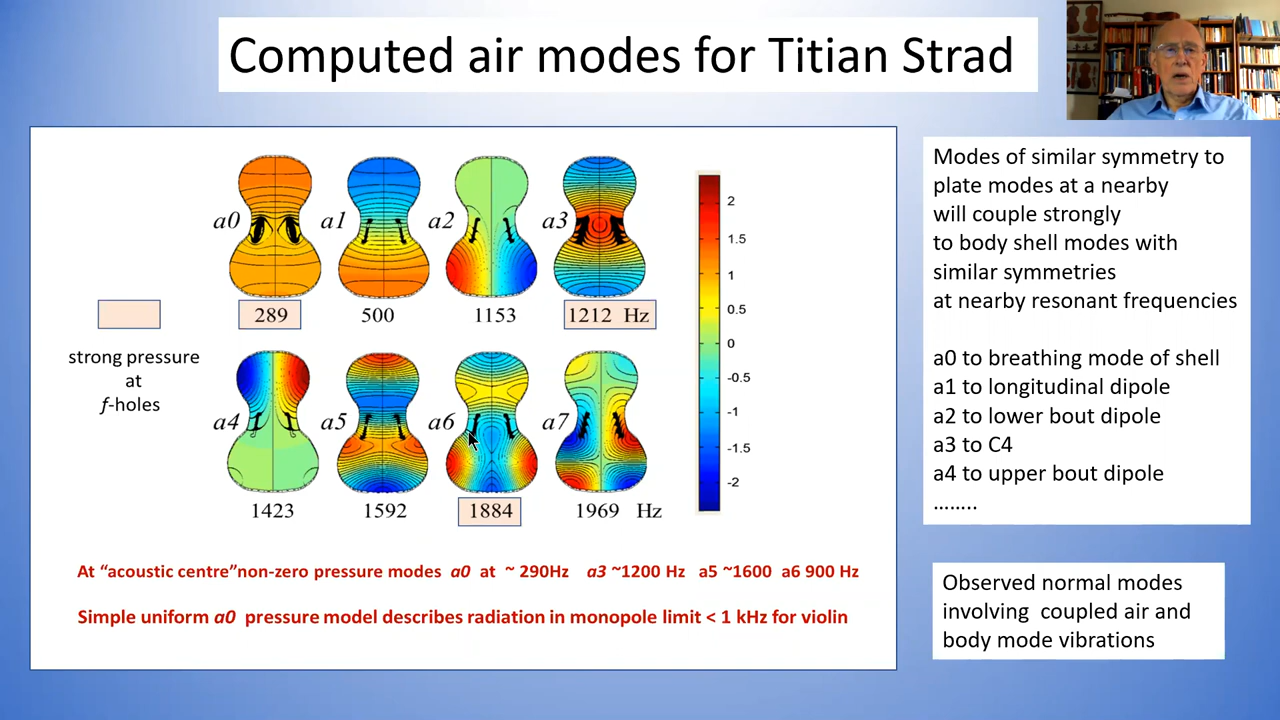 Computed air modes for Titian Strad
a0 a1 a2 a3
289 500 1153 1212 Hz
a4 a5 a6 a7
1423 1592 1884 1969 Hz
2
1.5
1
0.5
0
-0.5
-1
-1.5
-2
strong pressure
at
f-holes
At “acoustic centre”non-zero pressure modes a0 at ~ 290Hz a3 ~1200 Hz a5 ~1600 a6 900 Hz
Simple uniform a0 pressure model describes radiation in monopole limit < 1 kHz for violin
Modes of similar symmetry to
plate modes at a nearby
will couple strongly
to body shell modes with
similar symmetries
at nearby resonant frequencies
a0 to breathing mode of shell
a1 to longitudinal dipole
a2 to lower bout dipole
a3 to C4
a4 to upper bout dipole
……..
Observed normal modes
involving coupled air and
body mode vibrations